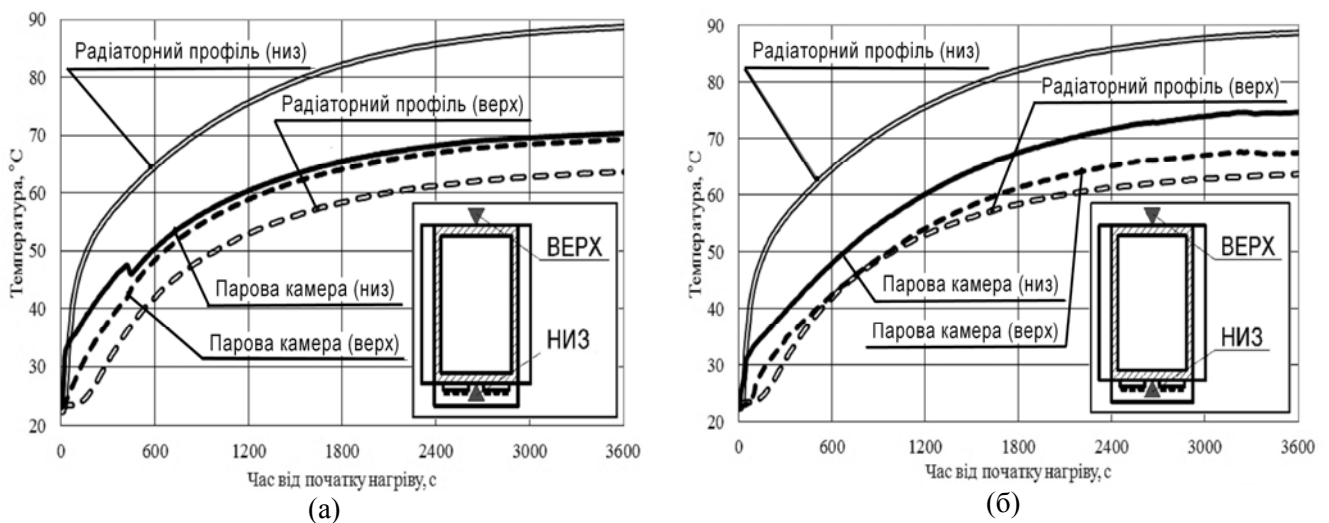 90
80
70
60
50
40
30
20
Температура, °С
Радіаторний профіль (низ)
Радіаторний профіль (верх)
Парова камера (низ)
Парова камера (верх)
ВЕРХ
НИЗ
0 600 1200 1800 2400 3000 3600
Час від початку нагріву, с
(а)
90
80
70
60
50
40
30
20
Температура, °С
Радіаторний профіль (низ)
Радіаторний профіль (верх)
Парова камера (низ)
Парова камера (верх)
ВЕРХ
НИЗ
0 600 1200 1800 2400 3000 3600
Час від початку нагріву, с
(б)